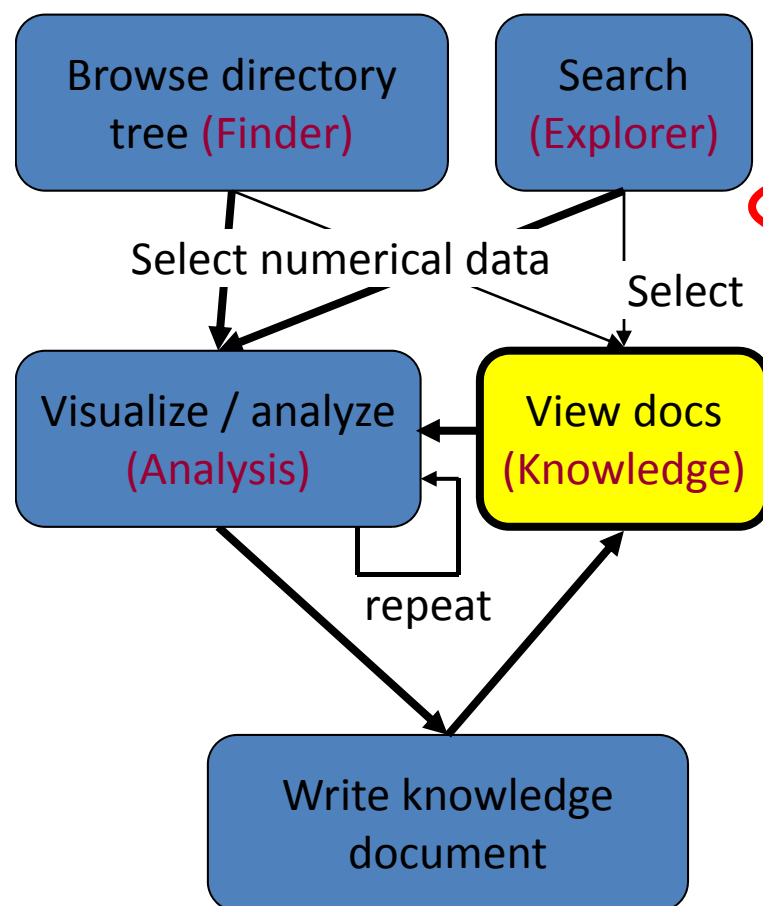 Browse directory
tree (Finder)
Search
(Explorer)
Select numerical data
Select
Visualize / analyze
(Analysis)
View docs
(Knowledge)
repeat
Write knowledge
document